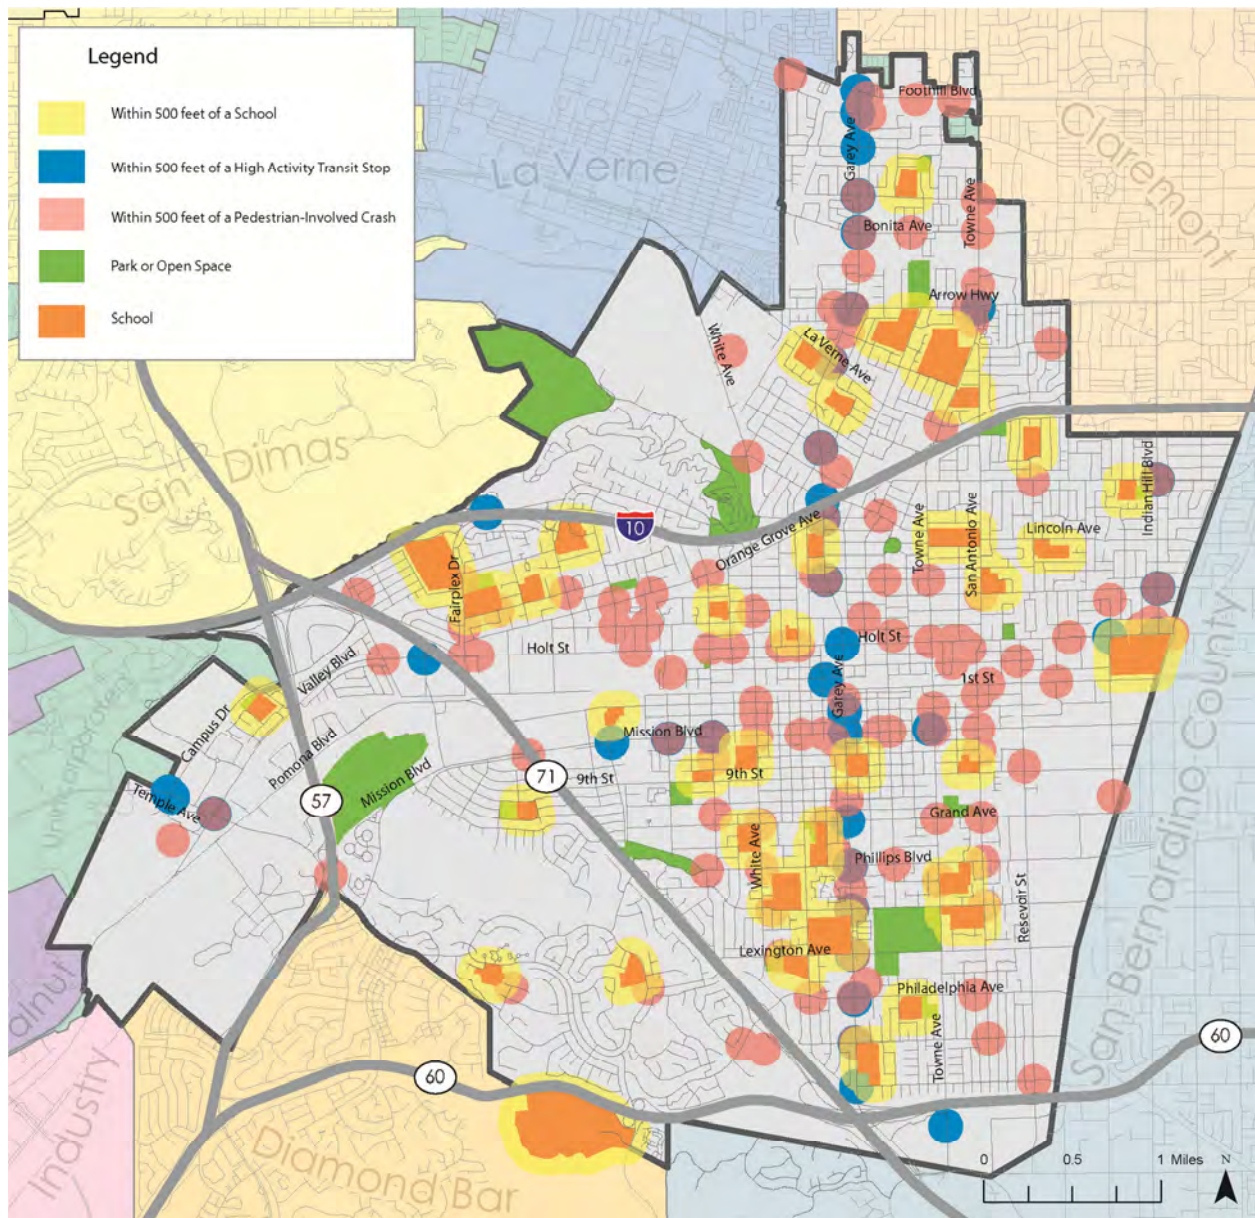 Legend
Within 500 feet of a School
Within 500 feet of a High Activity Transit Stop
Within 500 feet of a Pedestrian-Involved Crash
Park or Open Space
School
La Verne
Claremont
San Dimas
Foothill Blvd
Garey Ave
Towne Ave
Bonita Ave
Arrow Hwy
White Ave
La Verne Ave
Indian Hill Blvd
10
Orange Grove Ave
Towne Ave
San Antonio Ave
Lincoln Ave
Fairplex Dr
Holt St
Holt St
Valley Blvd
Garey Ave
1st St
Campus Dr
Pomona Blvd
Mission Blvd
Mission Blvd
71
9th St
9th St
57
Temple Ave
Unincorporated
Grand Ave
White Ave
Phillips Blvd
Resevair St
Lexington Ave
Philadelphia Ave
Towne Ave
San Bernardino County
60
60
Walnut
Industry
Diamond Bar
0 0.5 1 Miles
N